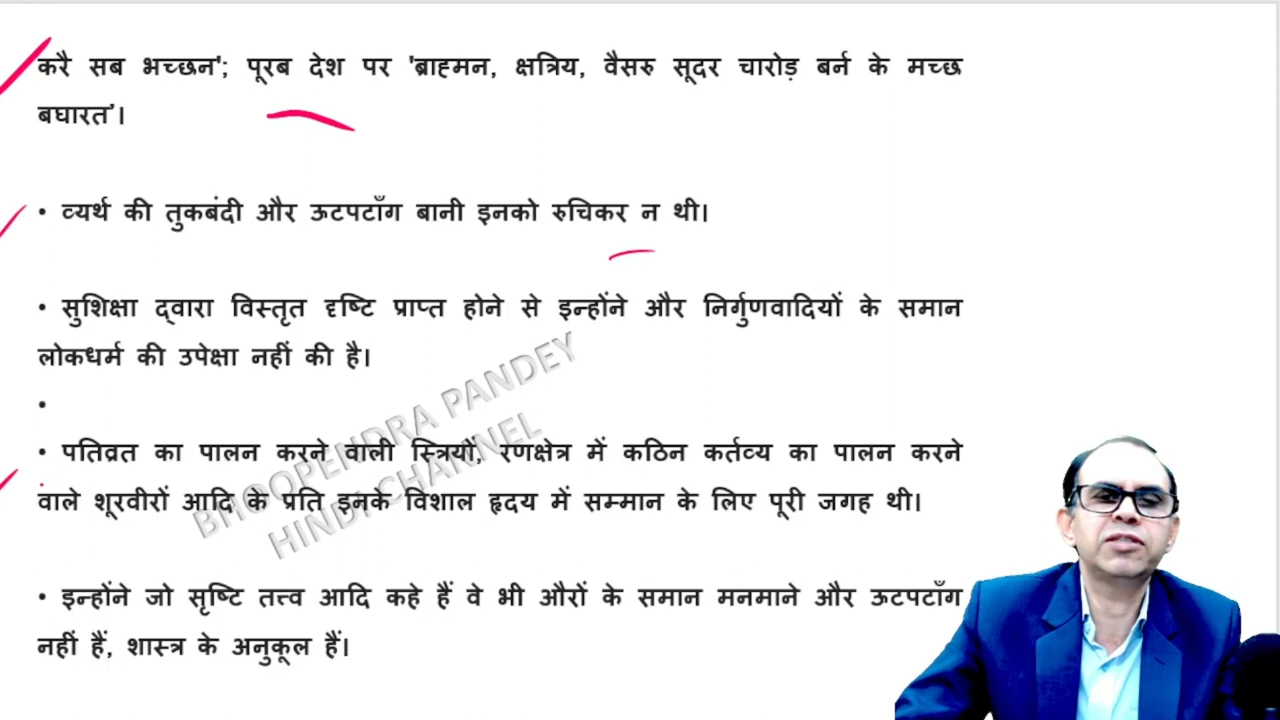 करै सब भच्छन'; पूरब देश पर 'ब्राह्मन, क्षत्रिय, वैसरु सूदर चारोड़ बर्न के मच्छ
बघारत'।
• व्यर्थ की तुकबंदी और ऊटपटाँग बानी इनको रुचिकर न थी।
• सुशिक्षा द्वारा विस्तृत दृष्टि प्राप्त होने से इन्होंने और निर्गुणवादियों के समान
लोकधर्म की उपेक्षा नहीं की है।
•
• पतिव्रत का पालन करने वाली स्त्रियों, रणक्षेत्र में कठिन कर्तव्य का पालन करने
वाले शूरवीरों आदि के प्रति इनके विशाल हृदय में सम्मान के लिए पूरी जगह थी।
• इन्होंने जो सृष्टि तत्त्व आदि कहे हैं वे भी औरों के समान मनमाने और ऊटपटाँग
नहीं हैं, शास्त्र के अनुकूल हैं।
BHOOPENDRA PANDEY
HINDI CHANNEL